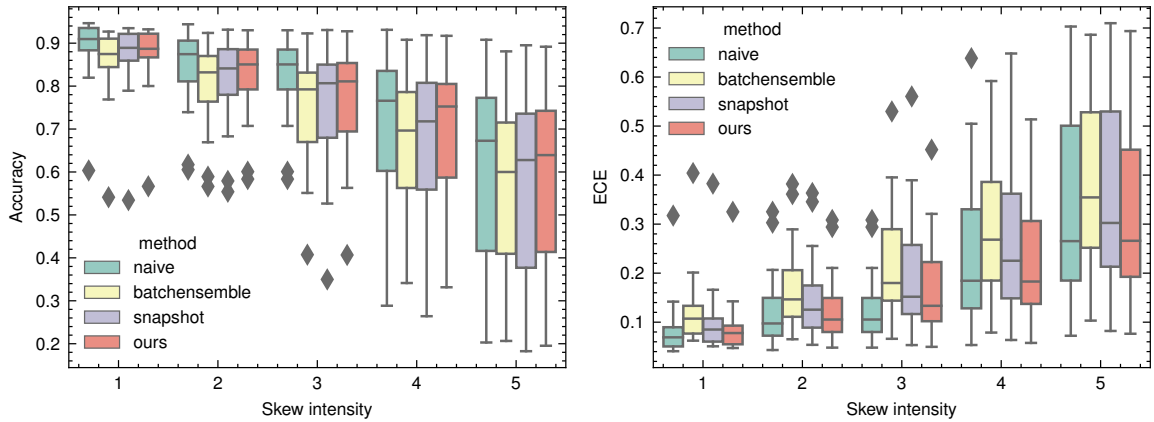 0.9
0.8
0.7
0.6
0.5
0.4
0.3
0.2
Accuracy
method
naive
batchensemble
snapshot
ours
1 2 3 4 5
Skew intensity
0.7
0.6
0.5
0.4
0.3
0.2
0.1
ECE
method
naive
batchensemble
snapshot
ours
1 2 3 4 5
Skew intensity